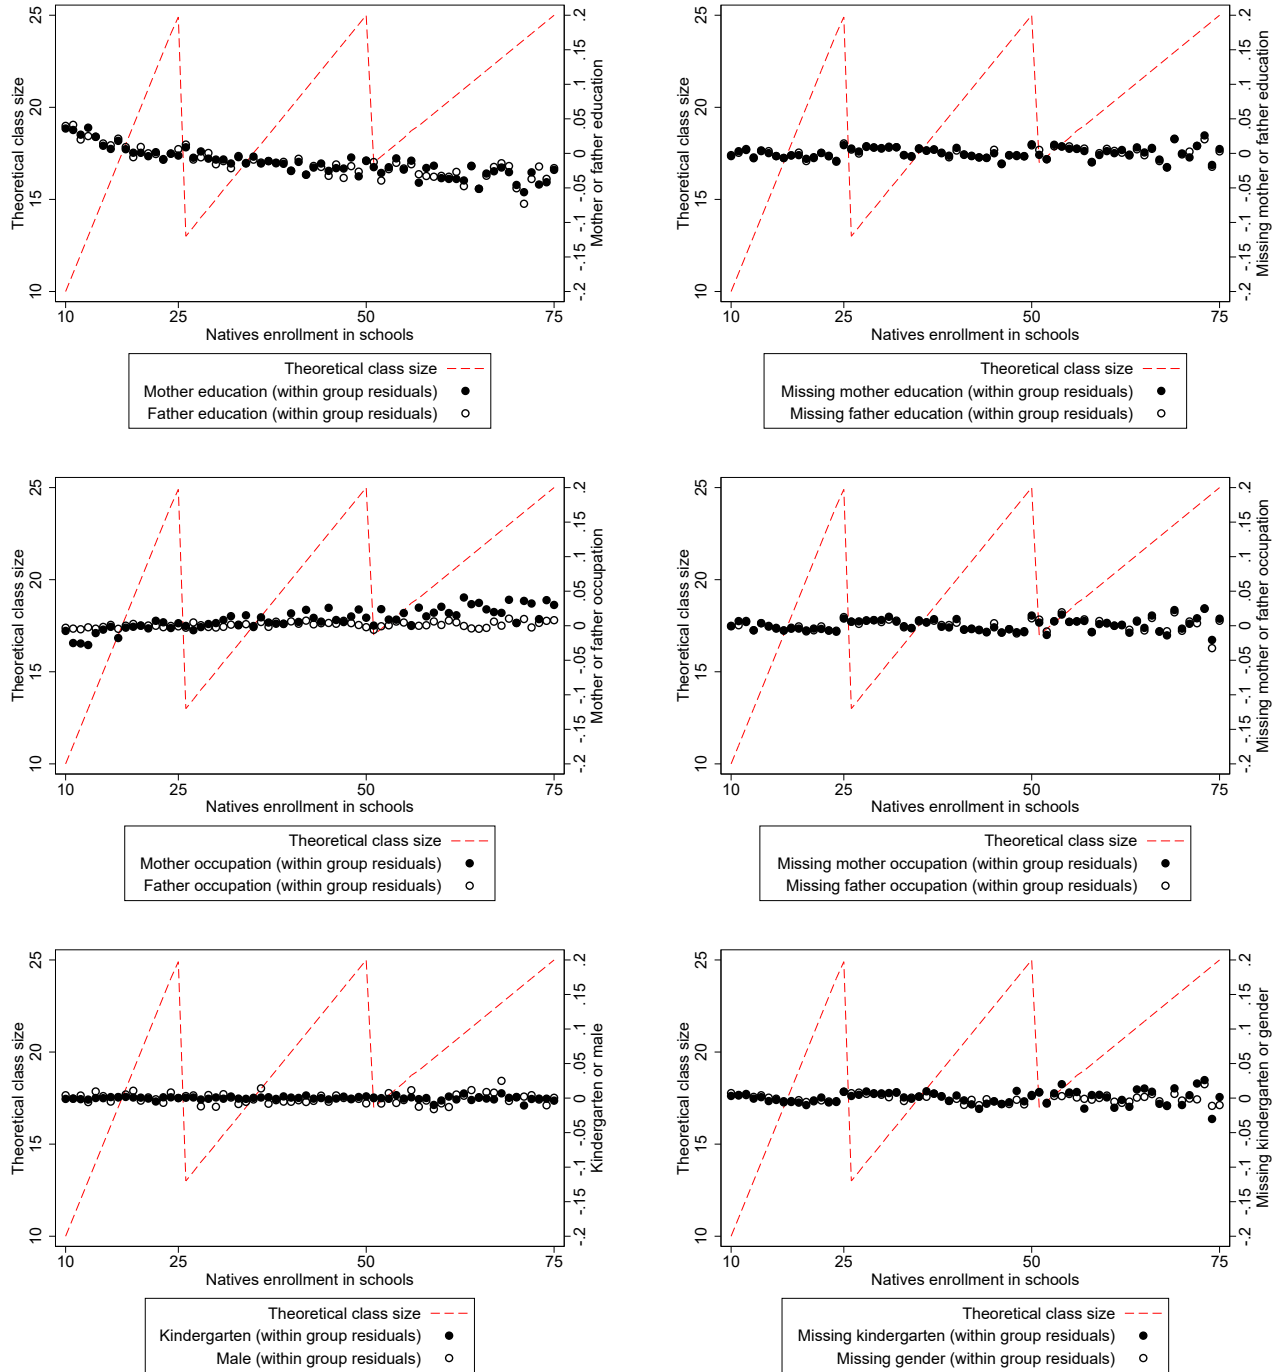 Theoretical class size
10 15 20 25
Mother or father education
-.2 -.15 -.1 -.05 0 .05 .1 .15 .2
10 25 50 75
Natives enrollment in schools
Theoretical class size
Mother education (within group residuals)
Father education (within group residuals)
Theoretical class size
10 15 20 25
Missing mother or father education
-.2 -.15 -.1 -.05 0 .05 .1 .15 .2
10 25 50 75
Natives enrollment in schools
Theoretical class size
Missing mother education (within group residuals)
Missing father education (within group residuals)
Theoretical class size
10 15 20 25
Mother or father occupation
-.2 -.15 -.1 -.05 0 .05 .1 .15 .2
10 25 50 75
Natives enrollment in schools
Theoretical class size
Mother occupation (within group residuals)
Father occupation (within group residuals)
Theoretical class size
10 15 20 25
Missing mother or father occupation
-.2 -.15 -.1 -.05 0 .05 .1 .15 .2
10 25 50 75
Natives enrollment in schools
Theoretical class size
Missing mother occupation (within group residuals)
Missing father occupation (within group residuals)
Theoretical class size
10 15 20 25
Kindergarten or male
-.2 -.15 -.1 -.05 0 .05 .1 .15 .2
10 25 50 75
Natives enrollment in schools
Theoretical class size
Kindergarten (within group residuals)
Male (within group residuals)
Theoretical class size
10 15 20 25
Missing kindergarten or gender
-.2 -.15 -.1 -.05 0 .05 .1 .15 .2
10 25 50 75
Natives enrollment in schools
Theoretical class size
Missing kindergarten (within group residuals)
Missing gender (within group residuals)